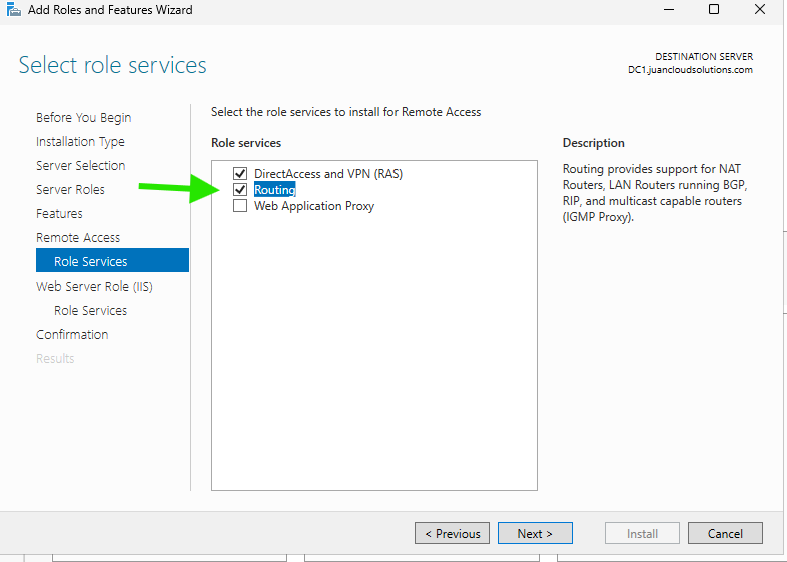 Add Roles and Features Wizard
Select role services
DESTINATION SERVER
DC1.juancloudsolutions.com
Before You Begin
Installation Type
Server Selection
Server Roles
Features
Remote Access
Role Services
Web Server Role (IIS)
Role Services
Confirmation
Results
Select the role services to install for Remote Access
Role services
DirectAccess and VPN (RAS)
Routing
Web Application Proxy
Description
Routing provides support for NAT
Routers, LAN Routers running BGP,
RIP, and multicast capable routers
(IGMP Proxy).
< Previous
Next >
Install
Cancel